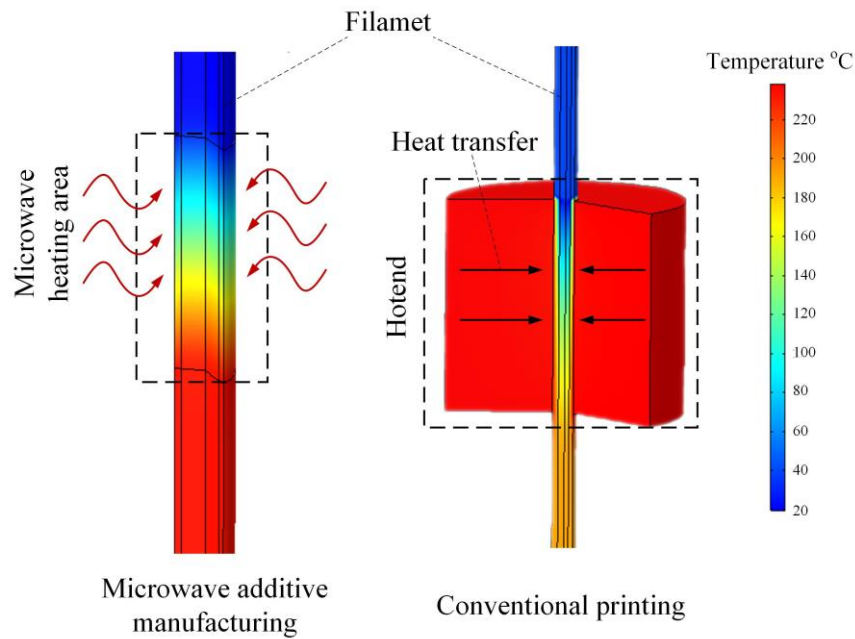 Filamet
Temperature °C
Heat transfer
Microwave
heating area
Hotend
220
200
180
160
140
120
100
80
60
40
20
Microwave additive
manufacturing
Conventional printing